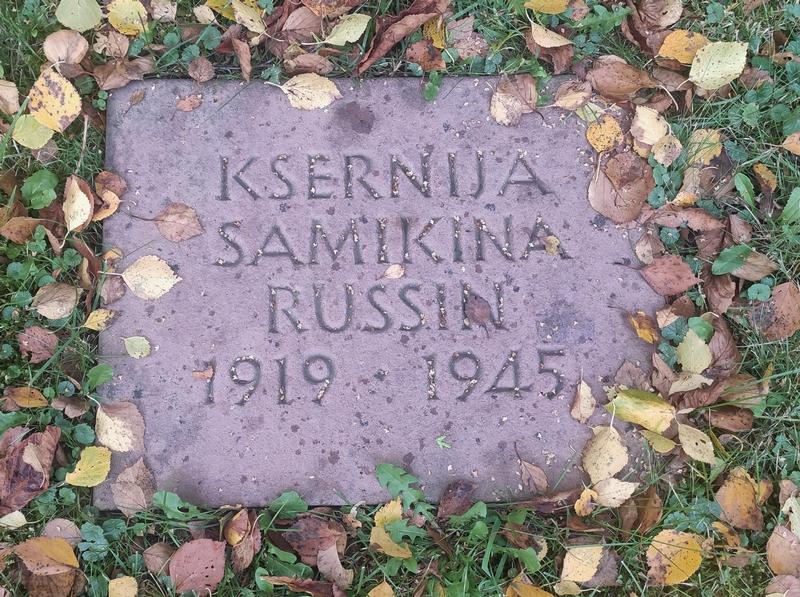 KSERNIJA
SAMIKINA
RUSSIN
1919 · 1945